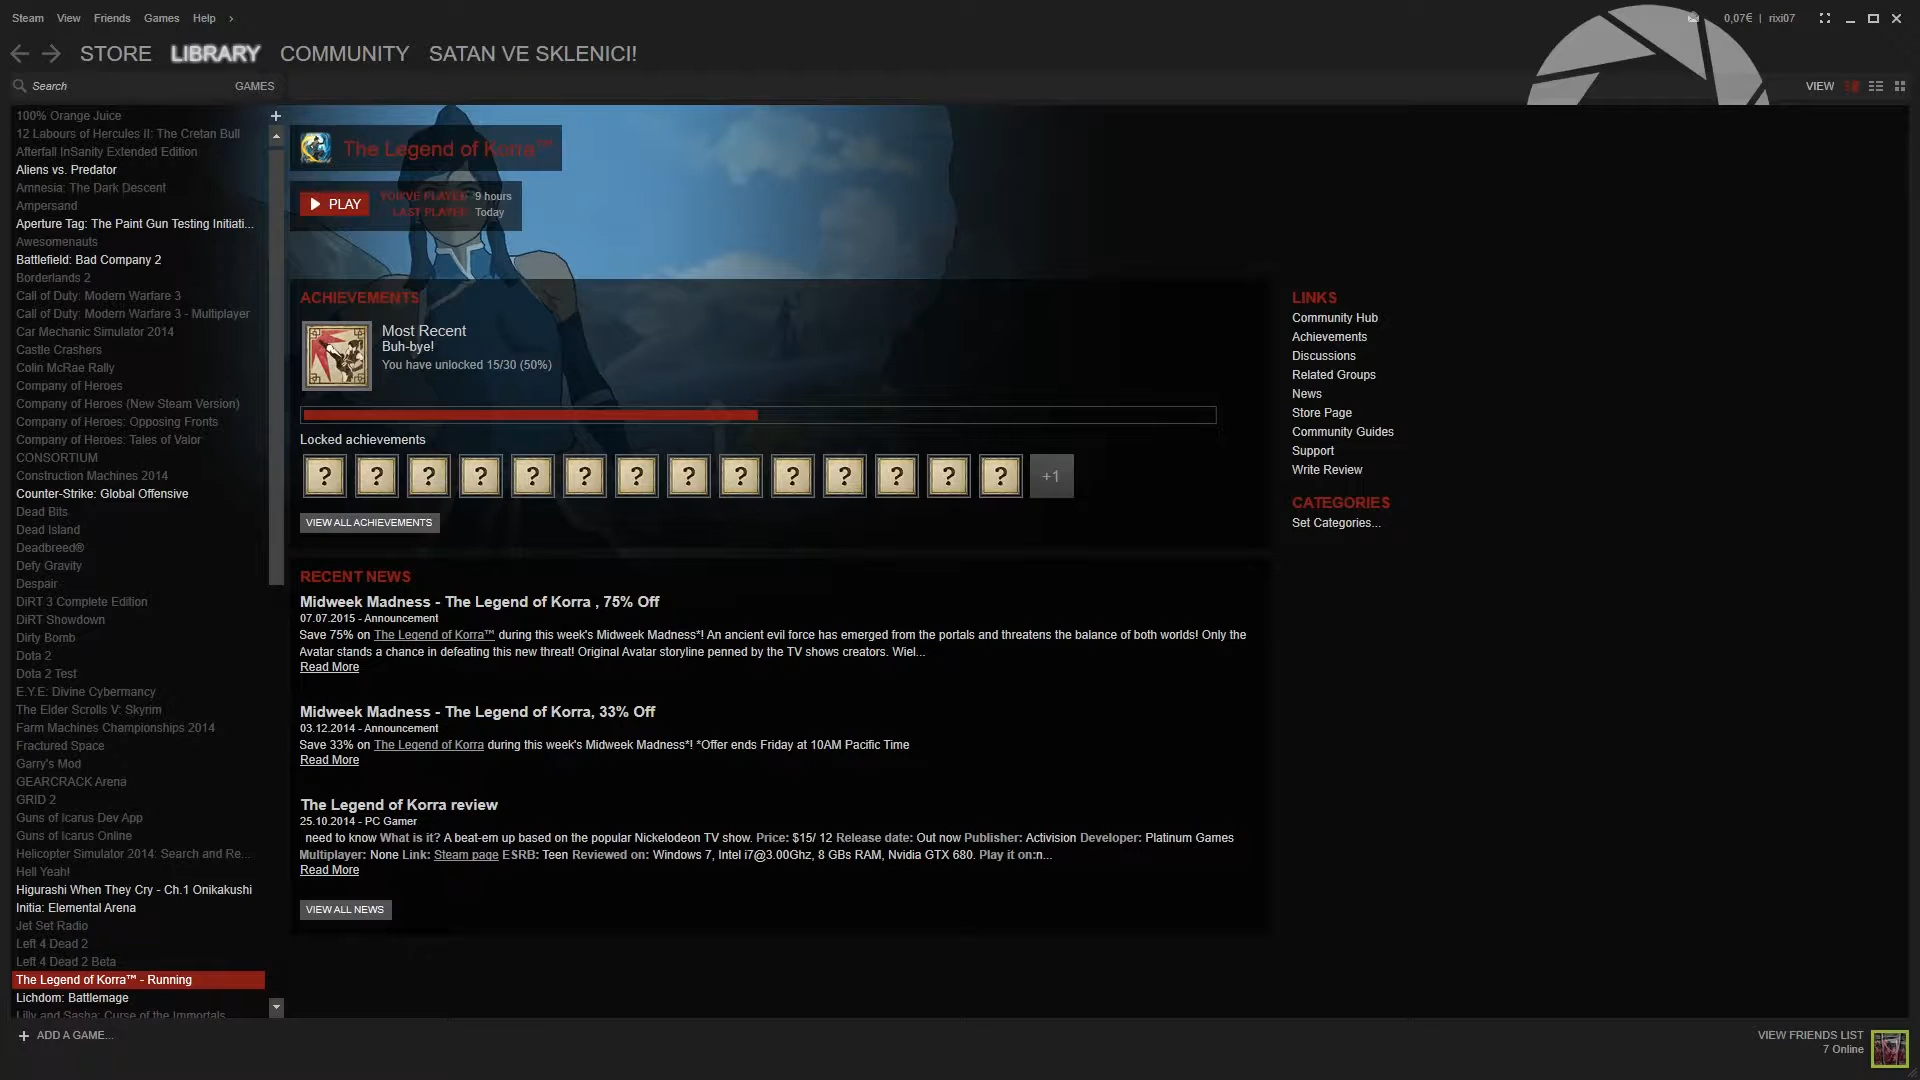 Steam View Friends Games Help ›
0,07€ | rixi07
STORE LIBRARY COMMUNITY SATAN VE SKLENICI!
Search GAMES
VIEW
100% Orange Juice
12 Labours of Hercules II: The Cretan Bull
Afterfall InSanity Extended Edition
Aliens vs. Predator
Amnesia: The Dark Descent
Ampersand
Aperture Tag: The Paint Gun Testing Initiati...
Awesomenauts
Battlefield: Bad Company 2
Borderlands 2
Call of Duty: Modern Warfare 3
Call of Duty: Modern Warfare 3 - Multiplayer
Car Mechanic Simulator 2014
Castle Crashers
Colin McRae Rally
Company of Heroes
Company of Heroes (New Steam Version)
Company of Heroes: Opposing Fronts
Company of Heroes: Tales of Valor
CONSORTIUM
Construction Machines 2014
Counter-Strike: Global Offensive
Dead Bits
Dead Island
Deadbreed®
Defy Gravity
Despair
DiRT 3 Complete Edition
DiRT Showdown
Dirty Bomb
Dota 2
Dota 2 Test
E.Y.E: Divine Cybermancy
The Elder Scrolls V: Skyrim
Farm Machines Championships 2014
Fractured Space
Garry's Mod
GEARCRACK Arena
GRID 2
Guns of Icarus Dev App
Guns of Icarus Online
Helicopter Simulator 2014: Search and Re...
Hell Yeah!
Higurashi When They Cry - Ch.1 Onikakushi
Initia: Elemental Arena
Jet Set Radio
Left 4 Dead 2
Left 4 Dead 2 Beta
The Legend of Korra™ - Running
Lichdom: Battlemage
Lilly and Sasha: Curse of the Immortals
+ ADD A GAME...
The Legend of Korra™
PLAY
YOU'VE PLAYED 9 hours
LAST PLAYED Today
ACHIEVEMENTS
Most Recent
Buh-bye!
You have unlocked 15/30 (50%)
Locked achievements
? ? ? ? ? ? ? ? ? ? ? ? ? ? +1
VIEW ALL ACHIEVEMENTS
RECENT NEWS
Midweek Madness - The Legend of Korra , 75% Off
07.07.2015 - Announcement
Save 75% on The Legend of Korra™ during this week's Midweek Madness*! An ancient evil force has emerged from the portals and threatens the balance of both worlds! Only the
Avatar stands a chance in defeating this new threat! Original Avatar storyline penned by the TV shows creators. Wiel...
Read More
Midweek Madness - The Legend of Korra, 33% Off
03.12.2014 - Announcement
Save 33% on The Legend of Korra during this week's Midweek Madness*! *Offer ends Friday at 10AM Pacific Time
Read More
The Legend of Korra review
25.10.2014 - PC Gamer
need to know What is it? A beat-em up based on the popular Nickelodeon TV show. Price: $15/ 12 Release date: Out now Publisher: Activision Developer: Platinum Games
Multiplayer: None Link: Steam page ESRB: Teen Reviewed on: Windows 7, Intel i7@3.00Ghz, 8 GBs RAM, Nvidia GTX 680. Play it on:n...
Read More
VIEW ALL NEWS
LINKS
Community Hub
Achievements
Discussions
Related Groups
News
Store Page
Community Guides
Support
Write Review
CATEGORIES
Set Categories...
VIEW FRIENDS LIST
7 Online